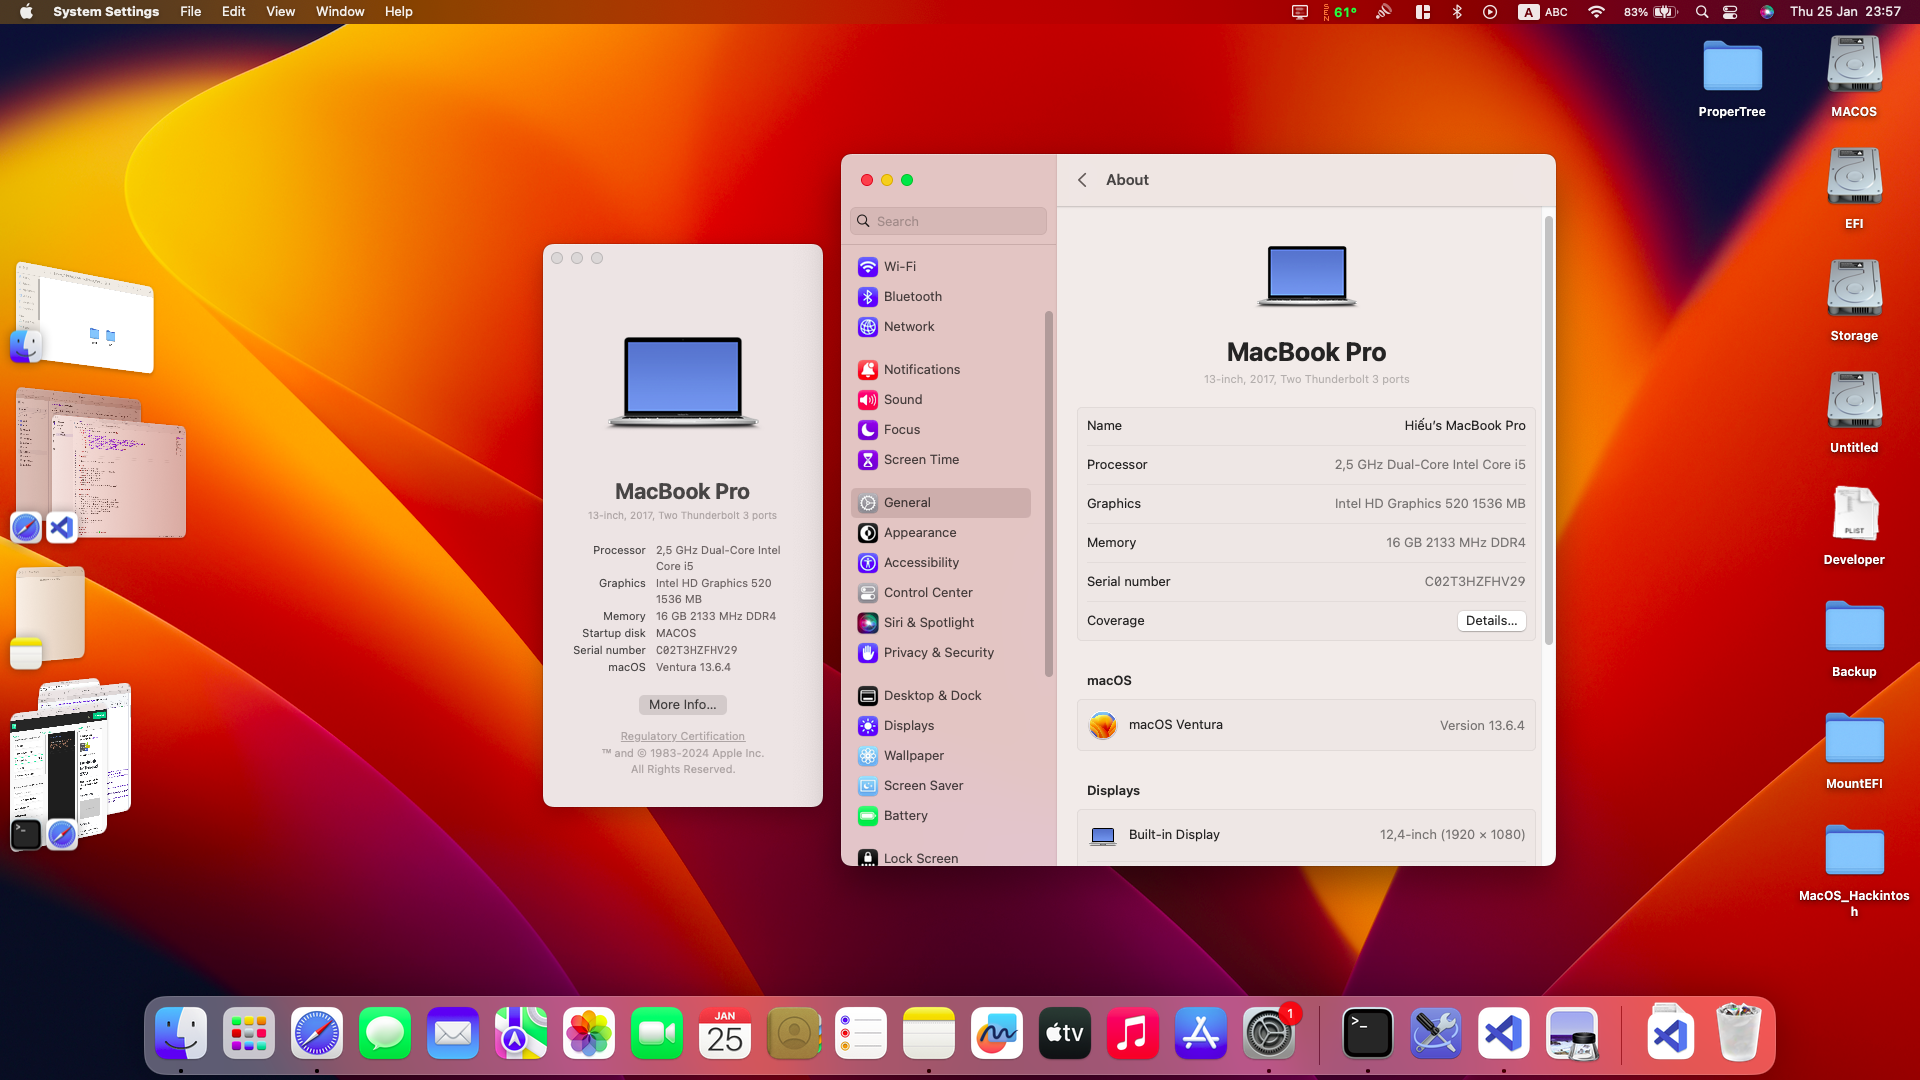 System Settings File Edit View Window Help
SEN 61° A ABC 83% Thu 25 Jan 23:57
ProperTree
MACOS
EFI
Storage
Untitled
PLIST
Developer
Backup
MountEFI
MacOS_Hackintos
h
MacBook Pro
13-inch, 2017, Two Thunderbolt 3 ports
Processor 2,5 GHz Dual-Core Intel
Core i5
Graphics Intel HD Graphics 520
1536 MB
Memory 16 GB 2133 MHz DDR4
Startup disk MACOS
Serial number C02T3HZFHV29
macOS Ventura 13.6.4
More Info...
Regulatory Certification
™ and © 1983-2024 Apple Inc.
All Rights Reserved.
Search
Wi-Fi
Bluetooth
Network
Notifications
Sound
Focus
Screen Time
General
Appearance
Accessibility
Control Center
Siri & Spotlight
Privacy & Security
Desktop & Dock
Displays
Wallpaper
Screen Saver
Battery
Lock Screen
About
MacBook Pro
13-inch, 2017, Two Thunderbolt 3 ports
Name Hiếu's MacBook Pro
Processor 2,5 GHz Dual-Core Intel Core i5
Graphics Intel HD Graphics 520 1536 MB
Memory 16 GB 2133 MHz DDR4
Serial number C02T3HZFHV29
Coverage Details...
macOS
macOS Ventura Version 13.6.4
Displays
Built-in Display 12,4-inch (1920 × 1080)
JAN
25
tv
1